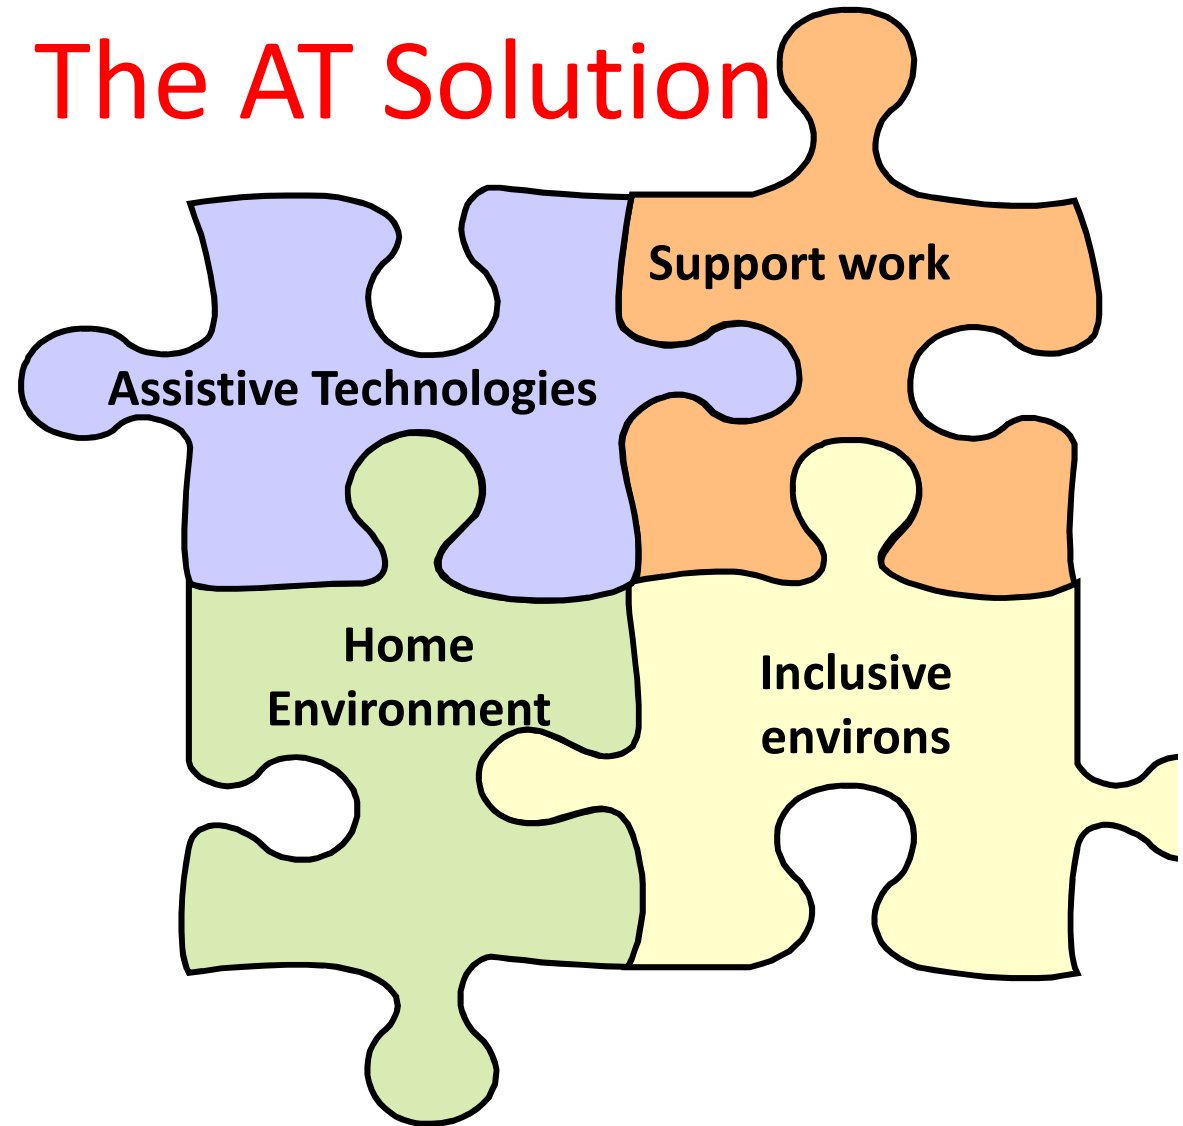 The AT Solution
Support work
Assistive Technologies
Home
Environment
Inclusive
environs